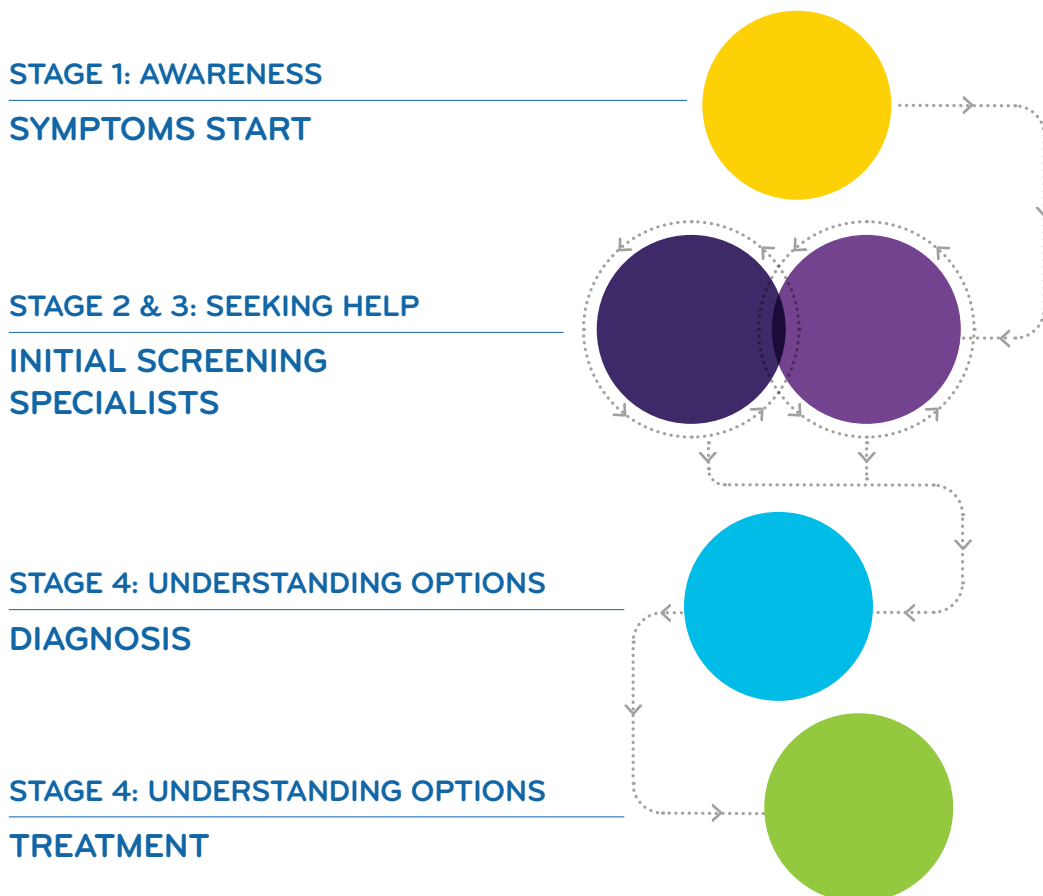 STAGE 1: AWARENESS
SYMPTOMS START
STAGE 2 & 3: SEEKING HELP
INITIAL SCREENING
SPECIALISTS
STAGE 4: UNDERSTANDING OPTIONS
DIAGNOSIS
STAGE 4: UNDERSTANDING OPTIONS
TREATMENT